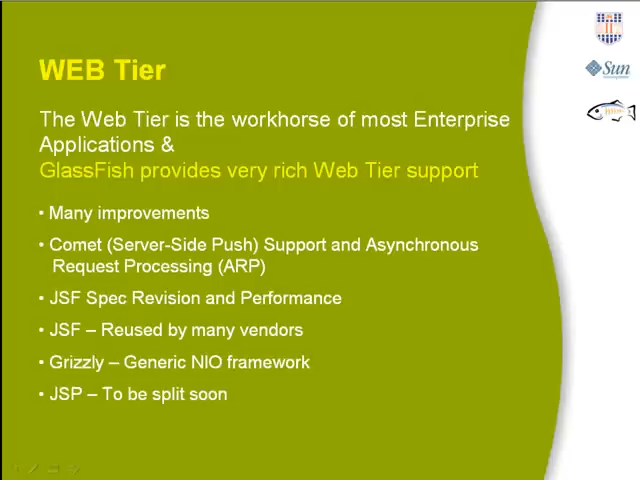 WEB Tier
The Web Tier is the workhorse of most Enterprise
Applications &
GlassFish provides very rich Web Tier support
• Many improvements
• Comet (Server-Side Push) Support and Asynchronous
Request Processing (ARP)
• JSF Spec Revision and Performance
• JSF – Reused by many vendors
• Grizzly – Generic NIO framework
• JSP – To be split soon
Sun